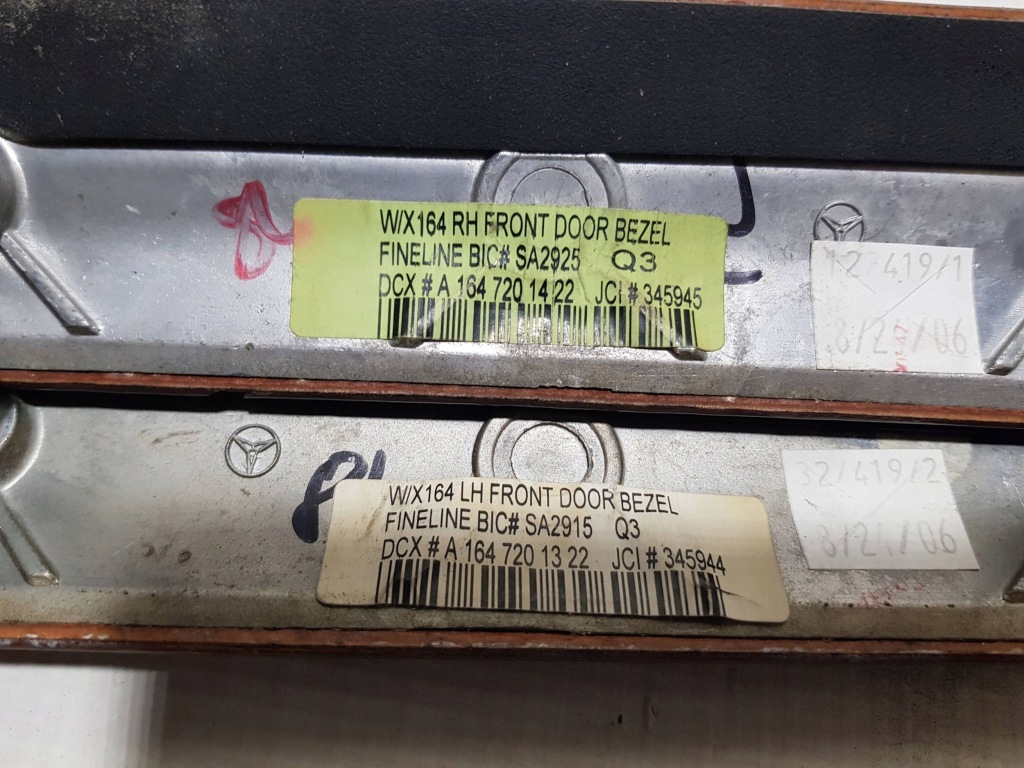 W/X164 RH FRONT DOOR BEZEL
FINELINE BIC# SA2925 Q3
DCX # A 164 720 14 22 JCI # 345945
12/419/1
8/21/06
W/X164 LH FRONT DOOR BEZEL
FINELINE BIC# SA2915 Q3
DCX # A 164 720 13 22 JCI # 345944
32/419/2
8/21/06